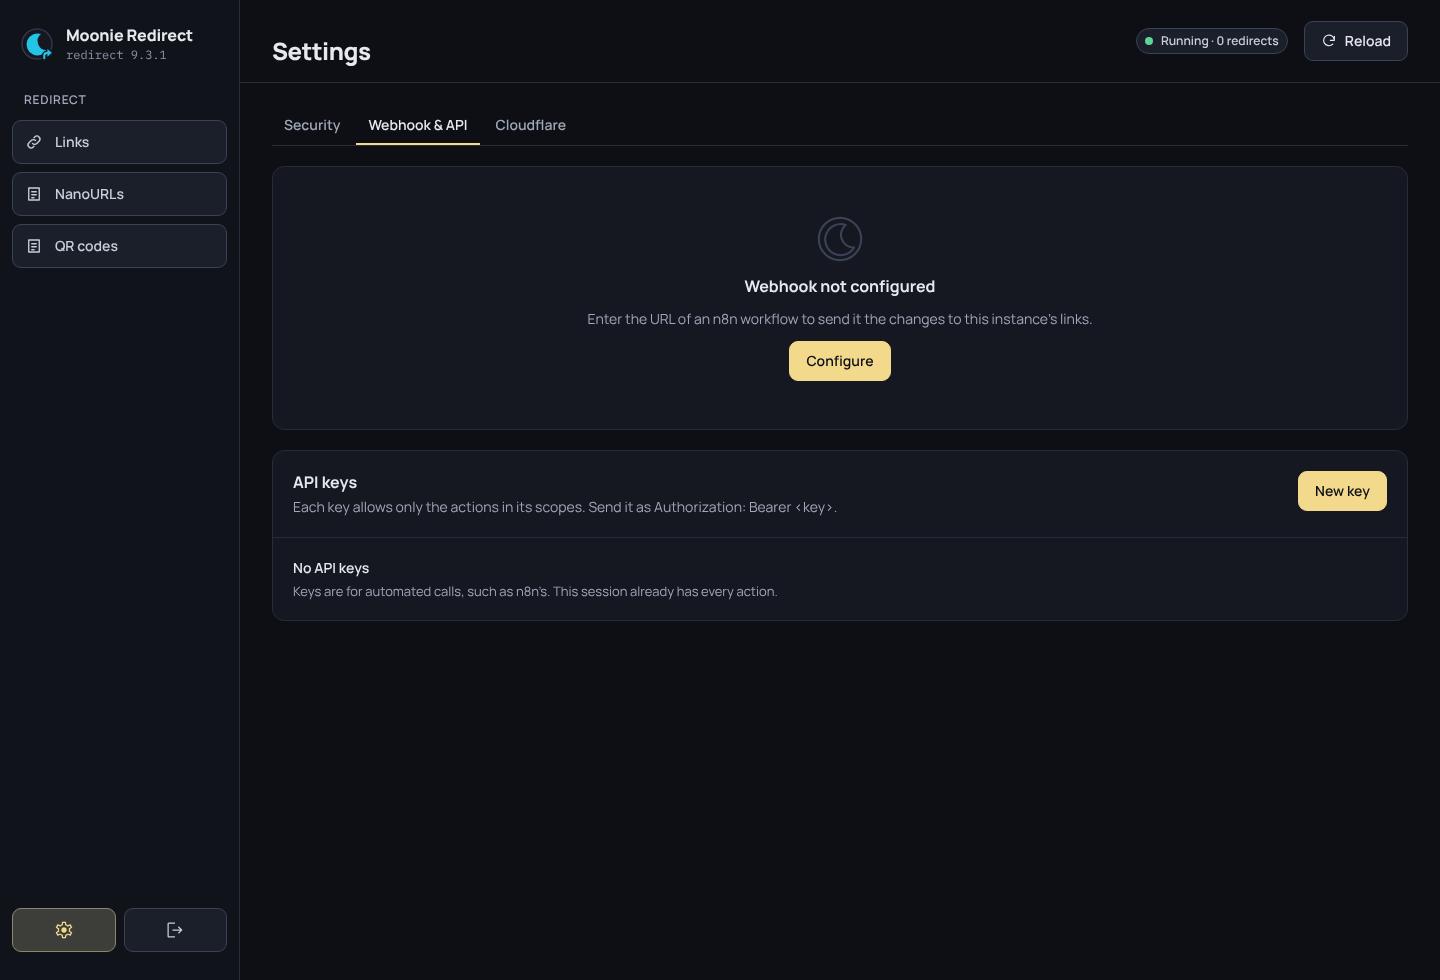 Moonie Redirect
redirect 9.3.1
REDIRECT
Links
NanoURLs
QR codes
Settings
Running · 0 redirects
Reload
Security
Webhook & API
Cloudflare
Webhook not configured
Enter the URL of an n8n workflow to send it the changes to this instance's links.
Configure
API keys
Each key allows only the actions in its scopes. Send it as Authorization: Bearer <key>.
New key
No API keys
Keys are for automated calls, such as n8n's. This session already has every action.